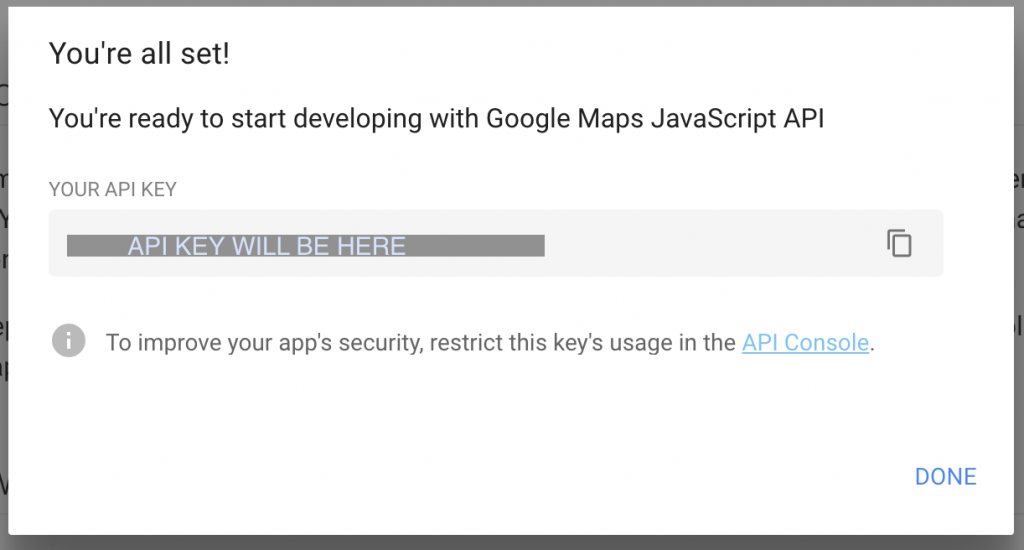 You're all set!
You're ready to start developing with Google Maps JavaScript API
YOUR API KEY
API KEY WILL BE HERE
To improve your app's security, restrict this key's usage in the API Console.
DONE